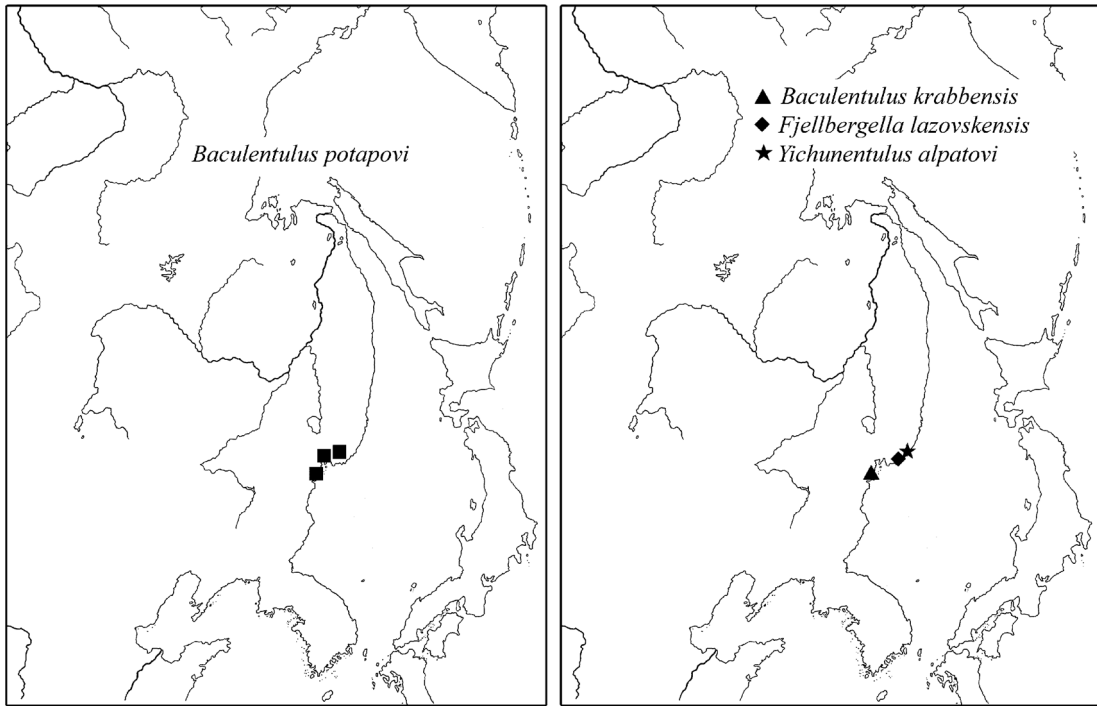 Baculentulus potapovi
Baculentulus krabbensis
Fjellbergella lazovskensis
Yichunentulus alpatovi